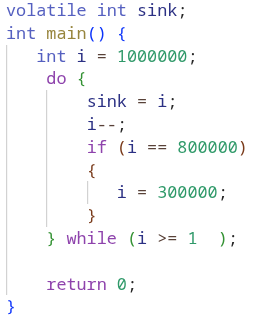 volatile int sink;
int main() {
   int i = 1000000;
    do {
        sink = i;
        i--;
        if (i == 800000)
        {
           i = 300000;
        }
    } while (i >= 1  );

    return 0;
}